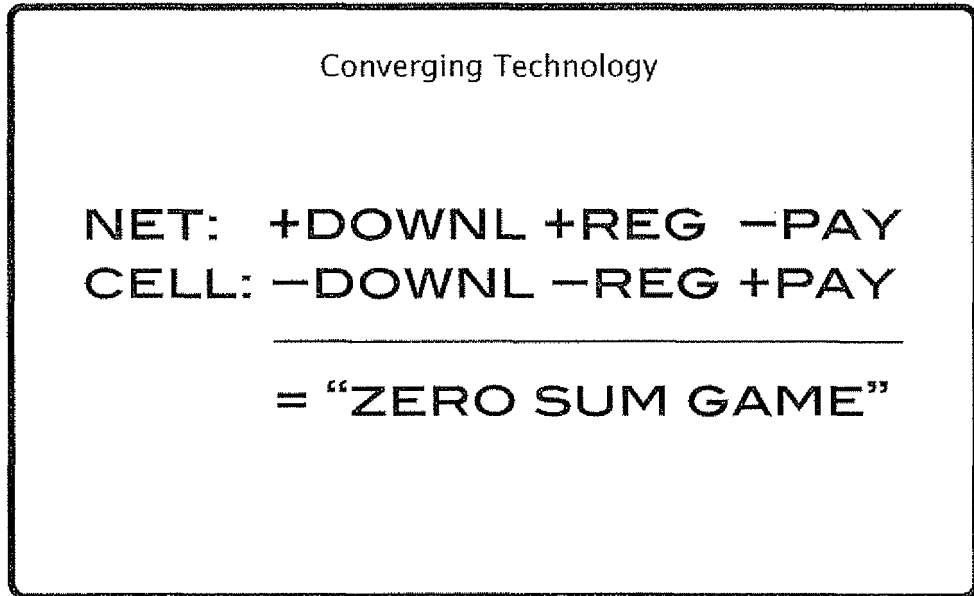 Converging Technology
NET: +DOWNL +REG −PAY
CELL: −DOWNL −REG +PAY
= “ZERO SUM GAME”